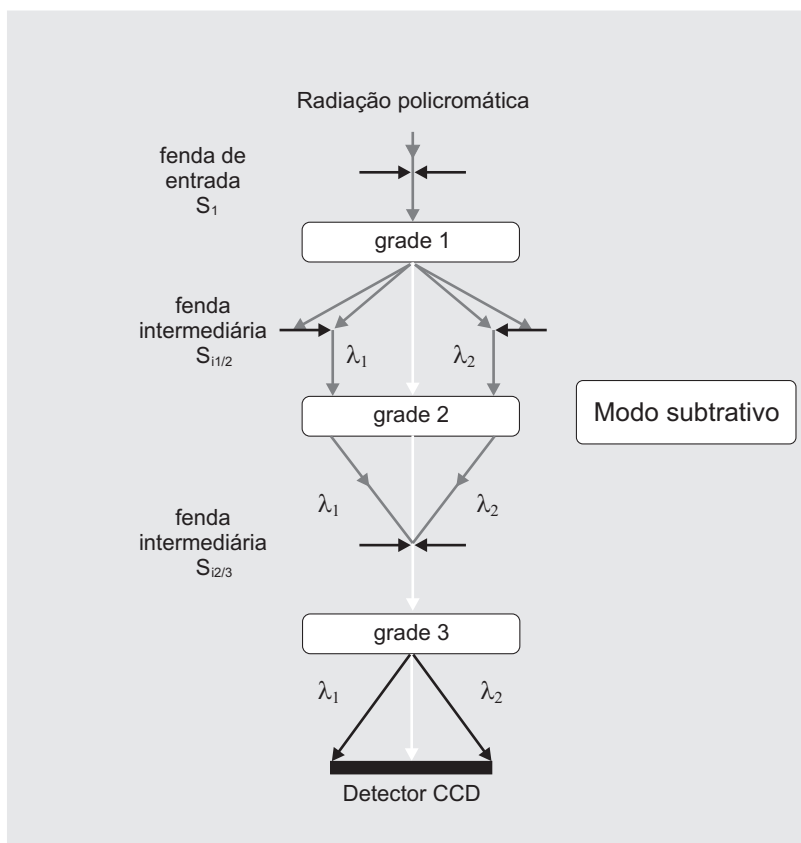 Radiação policromática
fenda de
entrada
S1
grade 1
fenda
intermediária
Si1/2
λ1
λ2
grade 2
Modo subtrativo
λ1
λ2
fenda
intermediária
Si2/3
grade 3
λ1
λ2
Detector CCD